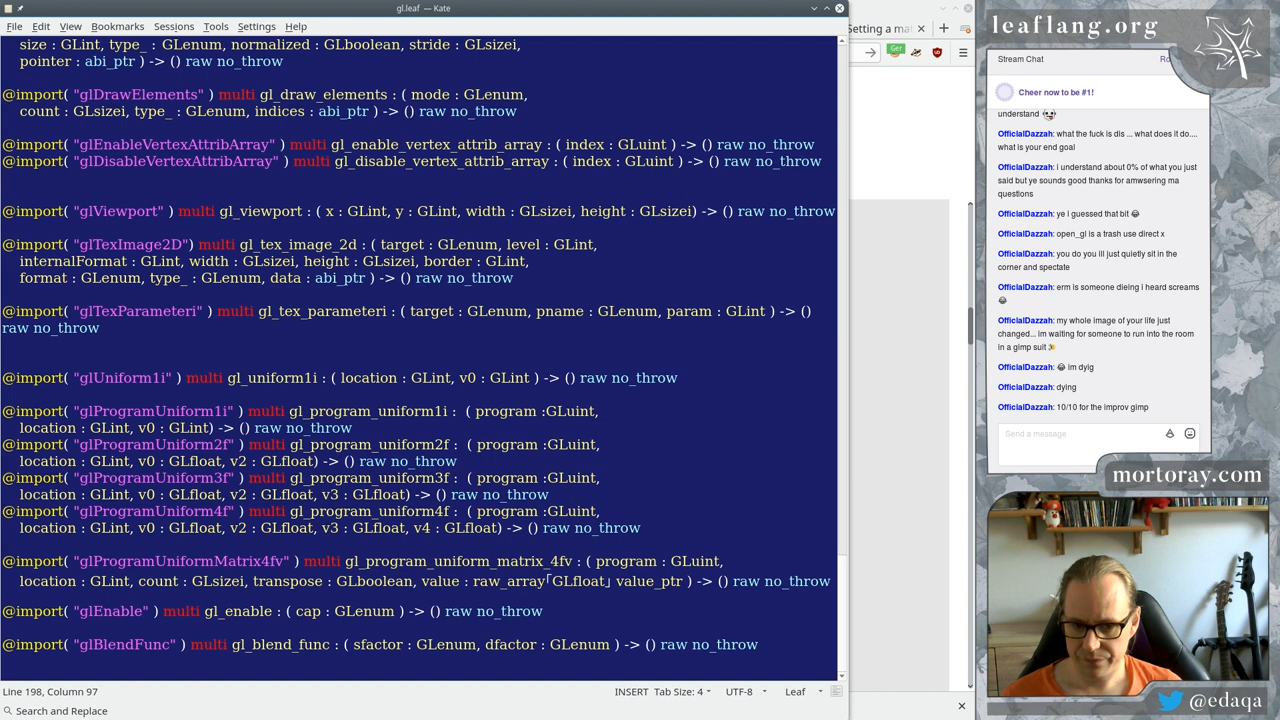 gl.leaf — Kate
File Edit View Bookmarks Sessions Tools Settings Help
size : GLint, type_ : GLenum, normalized : GLboolean, stride : GLsizei,
pointer : abi_ptr ) -> () raw no_throw
@import( "glDrawElements" ) multi gl_draw_elements : ( mode : GLenum,
count : GLsizei, type_ : GLenum, indices : abi_ptr ) -> () raw no_throw
@import( "glEnableVertexAttribArray" ) multi gl_enable_vertex_attrib_array : ( index : GLuint ) -> () raw no_throw
@import( "glDisableVertexAttribArray" ) multi gl_disable_vertex_attrib_array : ( index : GLuint ) -> () raw no_throw
@import( "glViewport" ) multi gl_viewport : ( x : GLint, y : GLint, width : GLsizei, height : GLsizei) -> () raw no_throw
@import( "glTexImage2D") multi gl_tex_image_2d : ( target : GLenum, level : GLint,
internalFormat : GLint, width : GLsizei, height : GLsizei, border : GLint,
format : GLenum, type_ : GLenum, data : abi_ptr ) -> () raw no_throw
@import( "glTexParameteri" ) multi gl_tex_parameteri : ( target : GLenum, pname : GLenum, param : GLint ) -> ()
raw no_throw
@import( "glUniform1i" ) multi gl_uniform1i : ( location : GLint, v0 : GLint ) -> () raw no_throw
@import( "glProgramUniform1i" ) multi gl_program_uniform1i :  ( program :GLuint,
location : GLint, v0 : GLint) -> () raw no_throw
@import( "glProgramUniform2f" ) multi gl_program_uniform2f :  ( program :GLuint,
location : GLint, v0 : GLfloat, v2 : GLfloat) -> () raw no_throw
@import( "glProgramUniform3f" ) multi gl_program_uniform3f :  ( program :GLuint,
location : GLint, v0 : GLfloat, v2 : GLfloat, v3 : GLfloat) -> () raw no_throw
@import( "glProgramUniform4f" ) multi gl_program_uniform4f :  ( program :GLuint,
location : GLint, v0 : GLfloat, v2 : GLfloat, v3 : GLfloat, v4 : GLfloat) -> () raw no_throw
@import( "glProgramUniformMatrix4fv" ) multi gl_program_uniform_matrix_4fv : ( program : GLuint,
location : GLint, count : GLsizei, transpose : GLboolean, value : raw_array｢GLfloat｣ value_ptr ) -> () raw no_throw
@import( "glEnable" ) multi gl_enable : ( cap : GLenum ) -> () raw no_throw
@import( "glBlendFunc" ) multi gl_blend_func : ( sfactor : GLenum, dfactor : GLenum ) -> () raw no_throw
Line 198, Column 97 INSERT Tab Size: 4 UTF-8 Leaf
Search and Replace
etting a mat
Ger
leaflang.org
Stream Chat Ro
Cheer now to be #1!
understand
OfficialDazzah: what the fuck is dis ... what does it do....
what is your end goal
OfficialDazzah: i understand about 0% of what you just
said but ye sounds good thanks for amwsering ma
questions
OfficialDazzah: ye i guessed that bit 😂
OfficialDazzah: open_gl is a trash use direct x
OfficialDazzah: you do you ill just quietly sit in the
corner and spectate
OfficialDazzah: erm is someone dieing i heard screams
😂
OfficialDazzah: my whole image of your life just
changed... im waiting for someone to run into the room
in a gimp suit
OfficialDazzah: 😂 im dyig
OfficialDazzah: dying
OfficialDazzah: 10/10 for the improv gimp
Send a message
mortoray.com
@edaqa